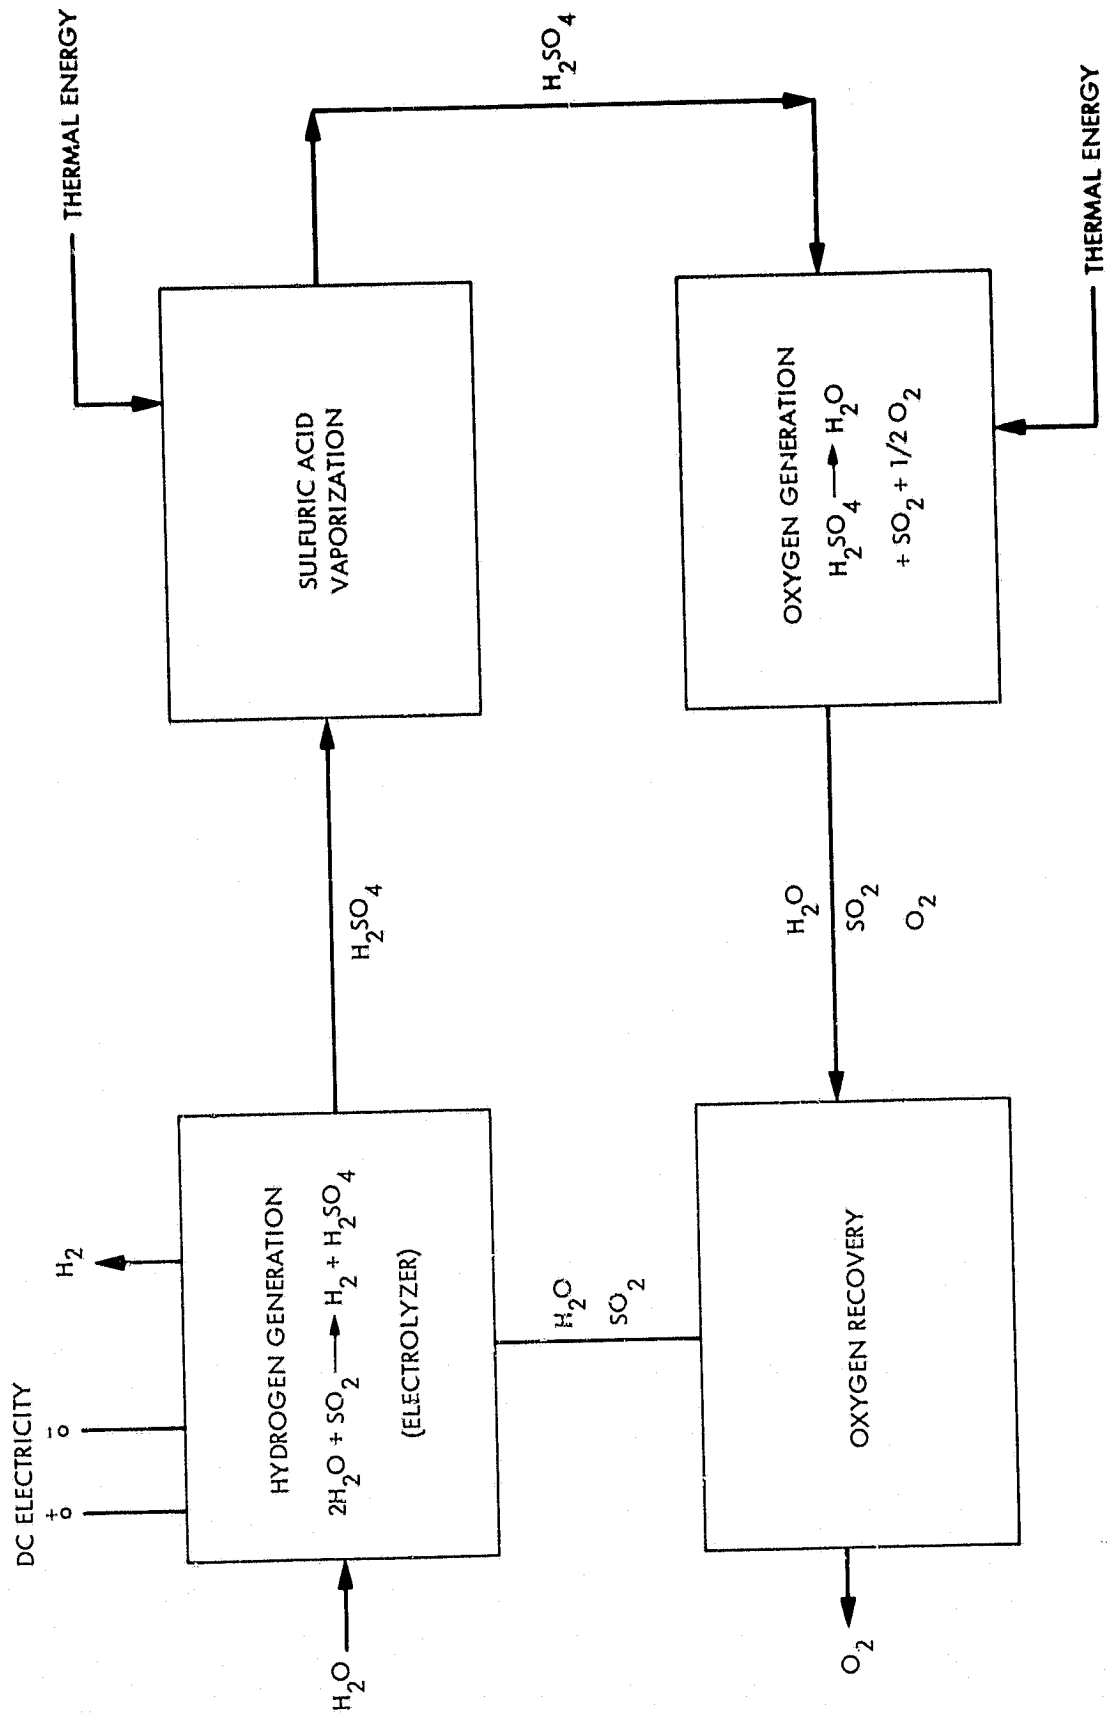 DC ELECTRICITY
+o
-o
H2
THERMAL ENERGY
H2O
HYDROGEN GENERATION
2H2O + SO2 → H2 + H2SO4
(ELECTROLYZER)
H2SO4
SULFURIC ACID
VAPORIZATION
H2SO4
H2O
SO2
O2
OXYGEN RECOVERY
H2O
SO2
O2
OXYGEN GENERATION
H2SO4 → H2O
+ SO2 + 1/2 O2
THERMAL ENERGY